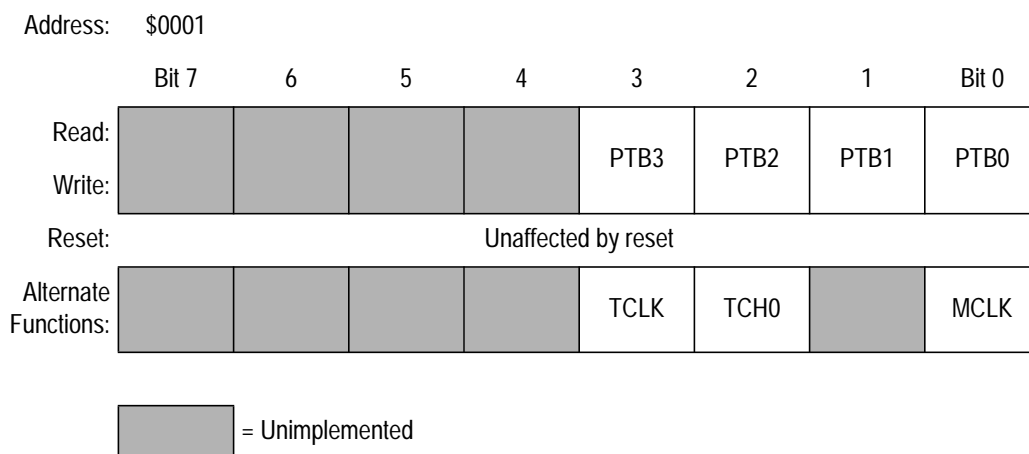 Address: $0001
Bit 7 6 5 4 3 2 1 Bit 0
Read:
PTB3 PTB2 PTB1 PTB0
Write:
Reset: Unaffected by reset
Alternate
Functions:
TCLK TCH0 MCLK
= Unimplemented